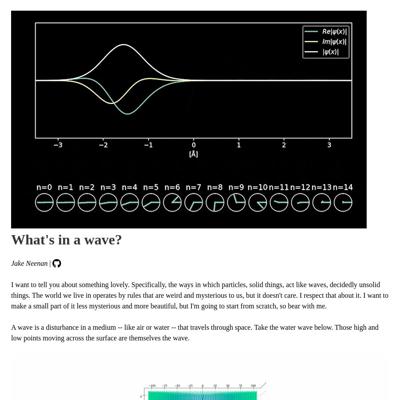 Re|ψ(x)|
Im|ψ(x)|
|ψ(x)|
−3 −2 −1 0 1 2 3
[Å]
n=0 n=1 n=2 n=3 n=4 n=5 n=6 n=7 n=8 n=9 n=10 n=11 n=12 n=13 n=14
What's in a wave?
Jake Neenan |
I want to tell you about something lovely. Specifically, the ways in which particles, solid things, act like waves, decidedly unsolid
things. The world we live in operates by rules that are weird and mysterious to us, but it doesn't care. I respect that about it. I want to
make a small part of it less mysterious and more beautiful, but I'm going to start from scratch, so bear with me.
A wave is a disturbance in a medium -- like air or water -- that travels through space. Take the water wave below. Those high and
low points moving across the surface are themselves the wave.